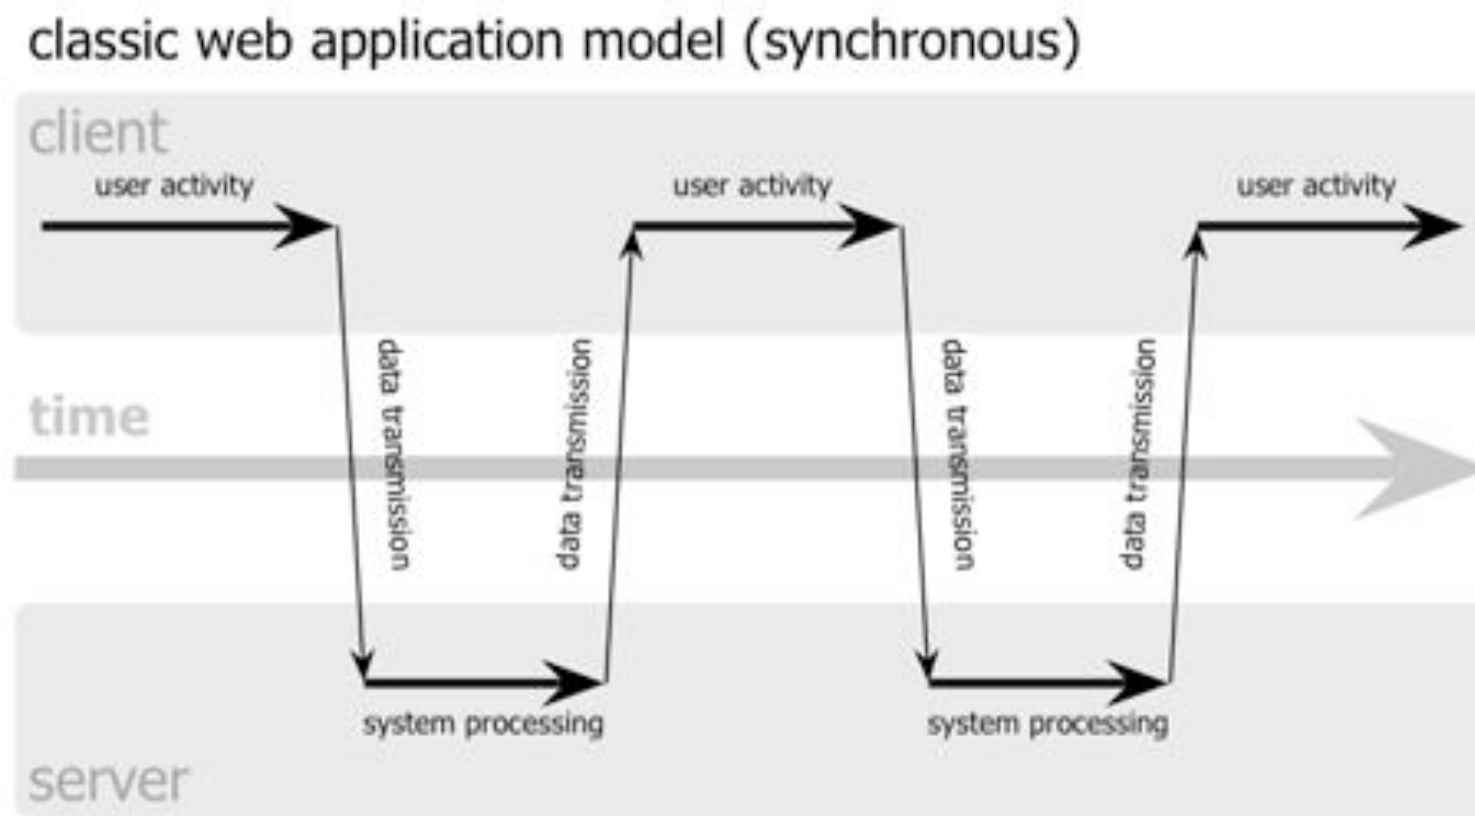 classic web application model (synchronous)
client
user activity
user activity
user activity
data transmission
data transmission
data transmission
data transmission
time
system processing
system processing
server